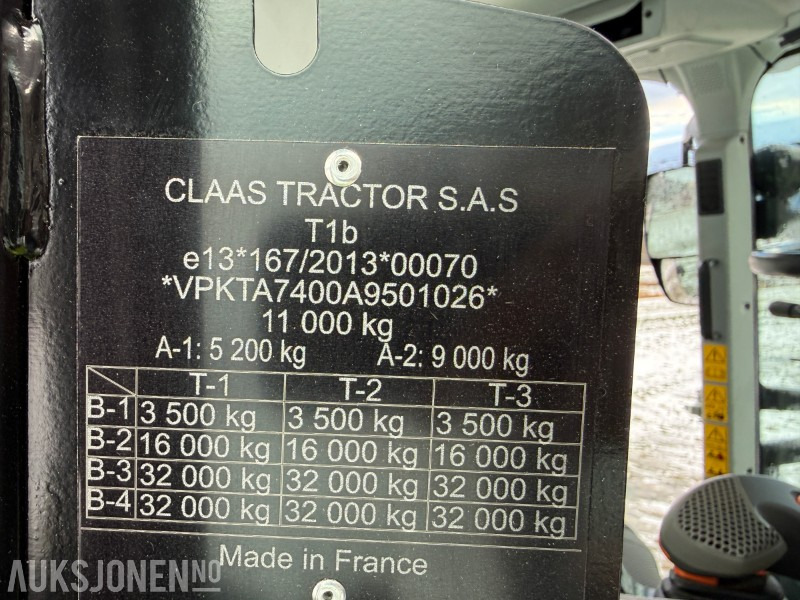 CLAAS TRACTOR S.A.S
T1b
e13*167/2013*00070
*VPKTA7400A9501026*
11 000 kg
A-1: 5 200 kg A-2: 9 000 kg
T-1 T-2 T-3
B-1 3 500 kg 3 500 kg 3 500 kg
B-2 16 000 kg 16 000 kg 16 000 kg
B-3 32 000 kg 32 000 kg 32 000 kg
B-4 32 000 kg 32 000 kg 32 000 kg
Made in France
AUKSJONEN.NO